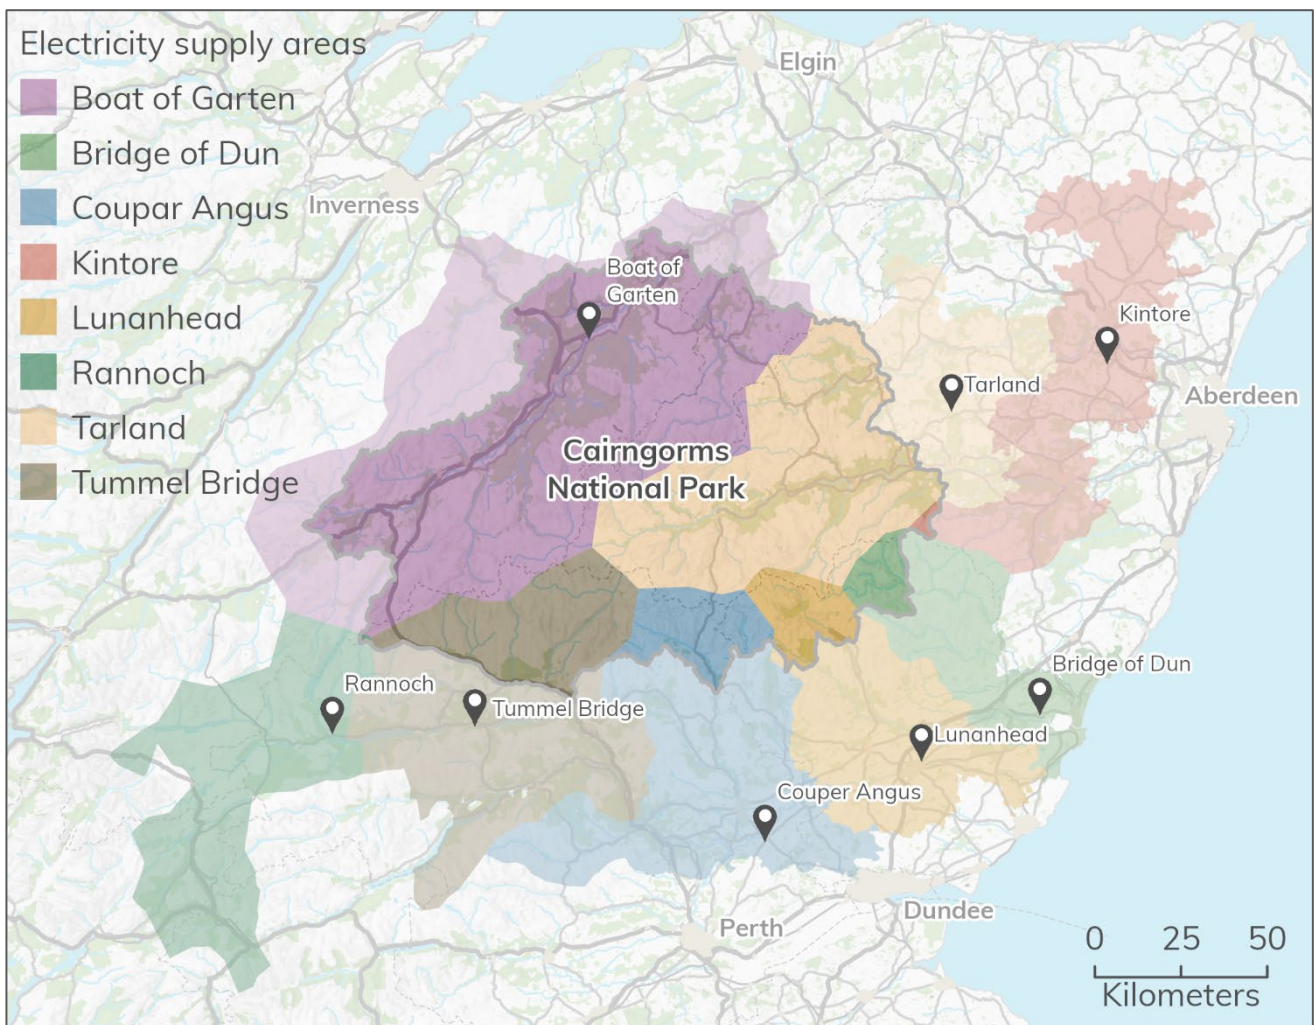 Electricity supply areas
Boat of Garten
Bridge of Dun
Coupar Angus
Kintore
Lunanhead
Rannoch
Tarland
Tummel Bridge
Elgin
Inverness
Boat of
Garten
Kintore
Tarland
Aberdeen
Cairngorms
National Park
Bridge of Dun
Rannoch
Tummel Bridge
Lunanhead
Couper Angus
Dundee
Perth
0 25 50
Kilometers